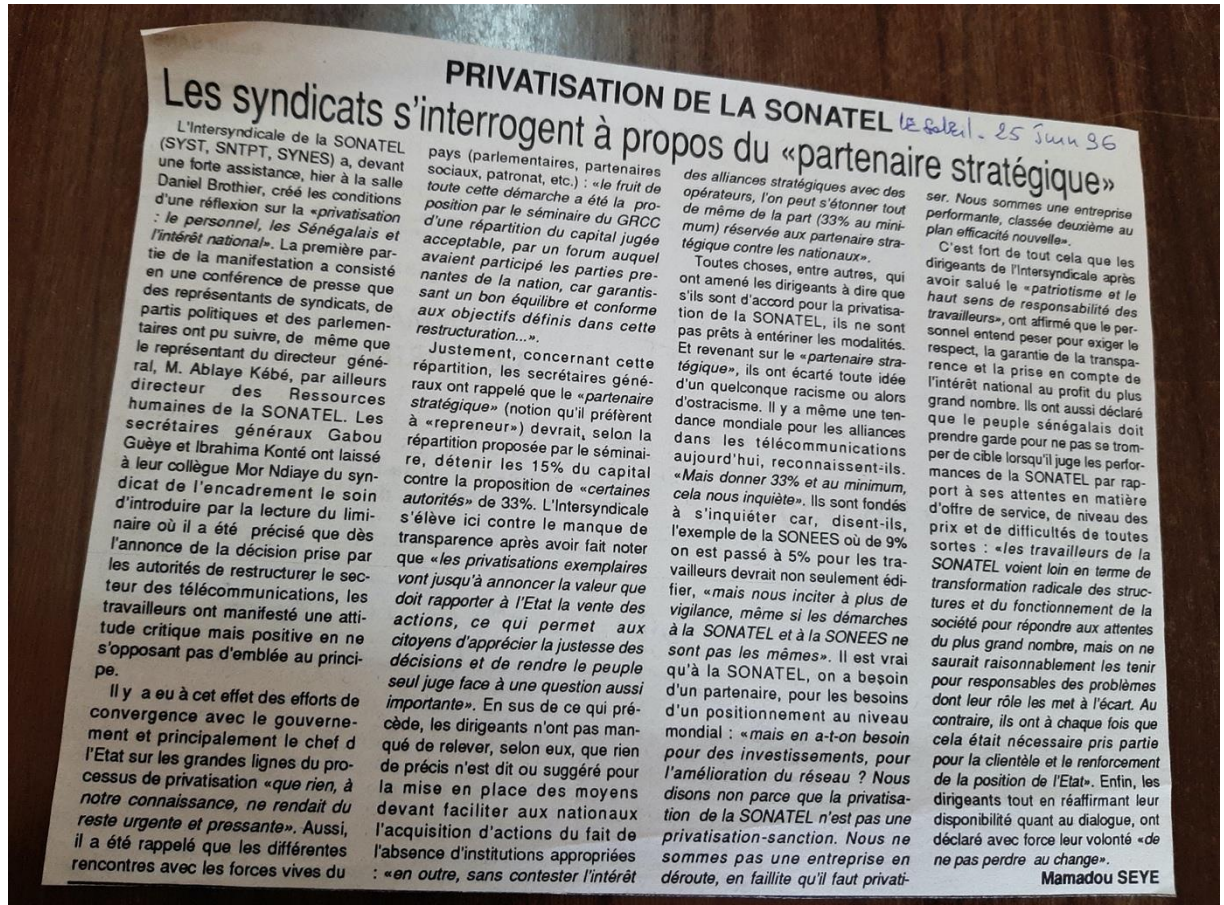 PRIVATISATION DE LA SONATEL
Le Soleil - 25 juin 96
Les syndicats s'interrogent à propos du «partenaire stratégique»
L'Intersyndicale de la SONATEL
(SYST, SNTPT, SYNES) a, devant
une forte assistance, hier à la salle
Daniel Brothier, créé les conditions
d'une réflexion sur la «privatisation
: le personnel, les Sénégalais et
l'intérêt national». La première par-
tie de la manifestation a consisté
en une conférence de presse que
des représentants de syndicats, de
partis politiques et des parlemen-
taires ont pu suivre, de même que
le représentant du directeur géné-
ral, M. Ablaye Kébé, par ailleurs
directeur des Ressources
humaines de la SONATEL. Les
secrétaires généraux Gabou
Guèye et Ibrahima Konté ont laissé
à leur collègue Mor Ndiaye du syn-
dicat de l'encadrement le soin
d'introduire par la lecture du limi-
naire où il a été précisé que dès
l'annonce de la décision prise par
les autorités de restructurer le sec-
teur des télécommunications, les
travailleurs ont manifesté une atti-
tude critique mais positive en ne
s'opposant pas d'emblée au princi-
pe.
Il y a eu à cet effet des efforts de
convergence avec le gouverne-
ment et principalement le chef d
l'Etat sur les grandes lignes du pro-
cessus de privatisation «que rien, à
notre connaissance, ne rendait du
reste urgente et pressante». Aussi,
il a été rappelé que les différentes
rencontres avec les forces vives du
pays (parlementaires, partenaires
sociaux, patronat, etc.) : «le fruit de
toute cette démarche a été la pro-
position par le séminaire du GRCC
d'une répartition du capital jugée
acceptable, par un forum auquel
avaient participé les parties pre-
nantes de la nation, car garantis-
sant un bon équilibre et conforme
aux objectifs définis dans cette
restructuration...».
Justement, concernant cette
répartition, les secrétaires géné-
raux ont rappelé que le «partenaire
stratégique» (notion qu'il préfèrent
à «repreneur») devrait, selon la
répartition proposée par le séminai-
re, détenir les 15% du capital
contre la proposition de «certaines
autorités» de 33%. L'Intersyndicale
s'élève ici contre le manque de
transparence après avoir fait noter
que «les privatisations exemplaires
vont jusqu'à annoncer la valeur que
doit rapporter à l'Etat la vente des
actions, ce qui permet aux
citoyens d'apprécier la justesse des
décisions et de rendre le peuple
seul juge face à une question aussi
importante». En sus de ce qui pré-
cède, les dirigeants n'ont pas man-
qué de relever, selon eux, que rien
de précis n'est dit ou suggéré pour
la mise en place des moyens
devant faciliter aux nationaux
l'acquisition d'actions du fait de
l'absence d'institutions appropriées
: «en outre, sans contester l'intérêt
des alliances stratégiques avec des
opérateurs, l'on peut s'étonner tout
de même de la part (33% au mini-
mum) réservée aux partenaire stra-
tégique contre les nationaux».
Toutes choses, entre autres, qui
ont amené les dirigeants à dire que
s'ils sont d'accord pour la privatisa-
tion de la SONATEL, ils ne sont
pas prêts à entériner les modalités.
Et revenant sur le «partenaire stra-
tégique», ils ont écarté toute idée
d'un quelconque racisme ou alors
d'ostracisme. Il y a même une ten-
dance mondiale pour les alliances
dans les télécommunications
aujourd'hui, reconnaissent-ils.
«Mais donner 33% et au minimum,
cela nous inquiète». Ils sont fondés
à s'inquiéter car, disent-ils,
l'exemple de la SONEES où de 9%
on est passé à 5% pour les tra-
vailleurs devrait non seulement édi-
fier, «mais nous inciter à plus de
vigilance, même si les démarches
à la SONATEL et à la SONEES ne
sont pas les mêmes». Il est vrai
qu'à la SONATEL, on a besoin
d'un partenaire, pour les besoins
d'un positionnement au niveau
mondial : «mais en a-t-on besoin
pour des investissements, pour
l'amélioration du réseau ? Nous
disons non parce que la privatisa-
tion de la SONATEL n'est pas une
privatisation-sanction. Nous ne
sommes pas une entreprise en
déroute, en faillite qu'il faut privati-
ser. Nous sommes une entreprise
performante, classée deuxième au
plan efficacité nouvelle».
C'est fort de tout cela que les
dirigeants de l'Intersyndicale après
avoir salué le «patriotisme et le
haut sens de responsabilité des
travailleurs», ont affirmé que le per-
sonnel entend peser pour exiger le
respect, la garantie de la transpa-
rence et la prise en compte de
l'intérêt national au profit du plus
grand nombre. Ils ont aussi déclaré
que le peuple sénégalais doit
prendre garde pour ne pas se trom-
per de cible lorsqu'il juge les perfor-
mances de la SONATEL par rap-
port à ses attentes en matière
d'offre de service, de niveau des
prix et de difficultés de toutes
sortes : «les travailleurs de la
SONATEL voient loin en terme de
transformation radicale des struc-
tures et du fonctionnement de la
société pour répondre aux attentes
du plus grand nombre, mais on ne
saurait raisonnablement les tenir
pour responsables des problèmes
dont leur rôle les met à l'écart. Au
contraire, ils ont à chaque fois que
cela était nécessaire pris partie
pour la clientèle et le renforcement
de la position de l'Etat». Enfin, les
dirigeants tout en réaffirmant leur
disponibilité quant au dialogue, ont
déclaré avec force leur volonté «de
ne pas perdre au change».
Mamadou SEYE